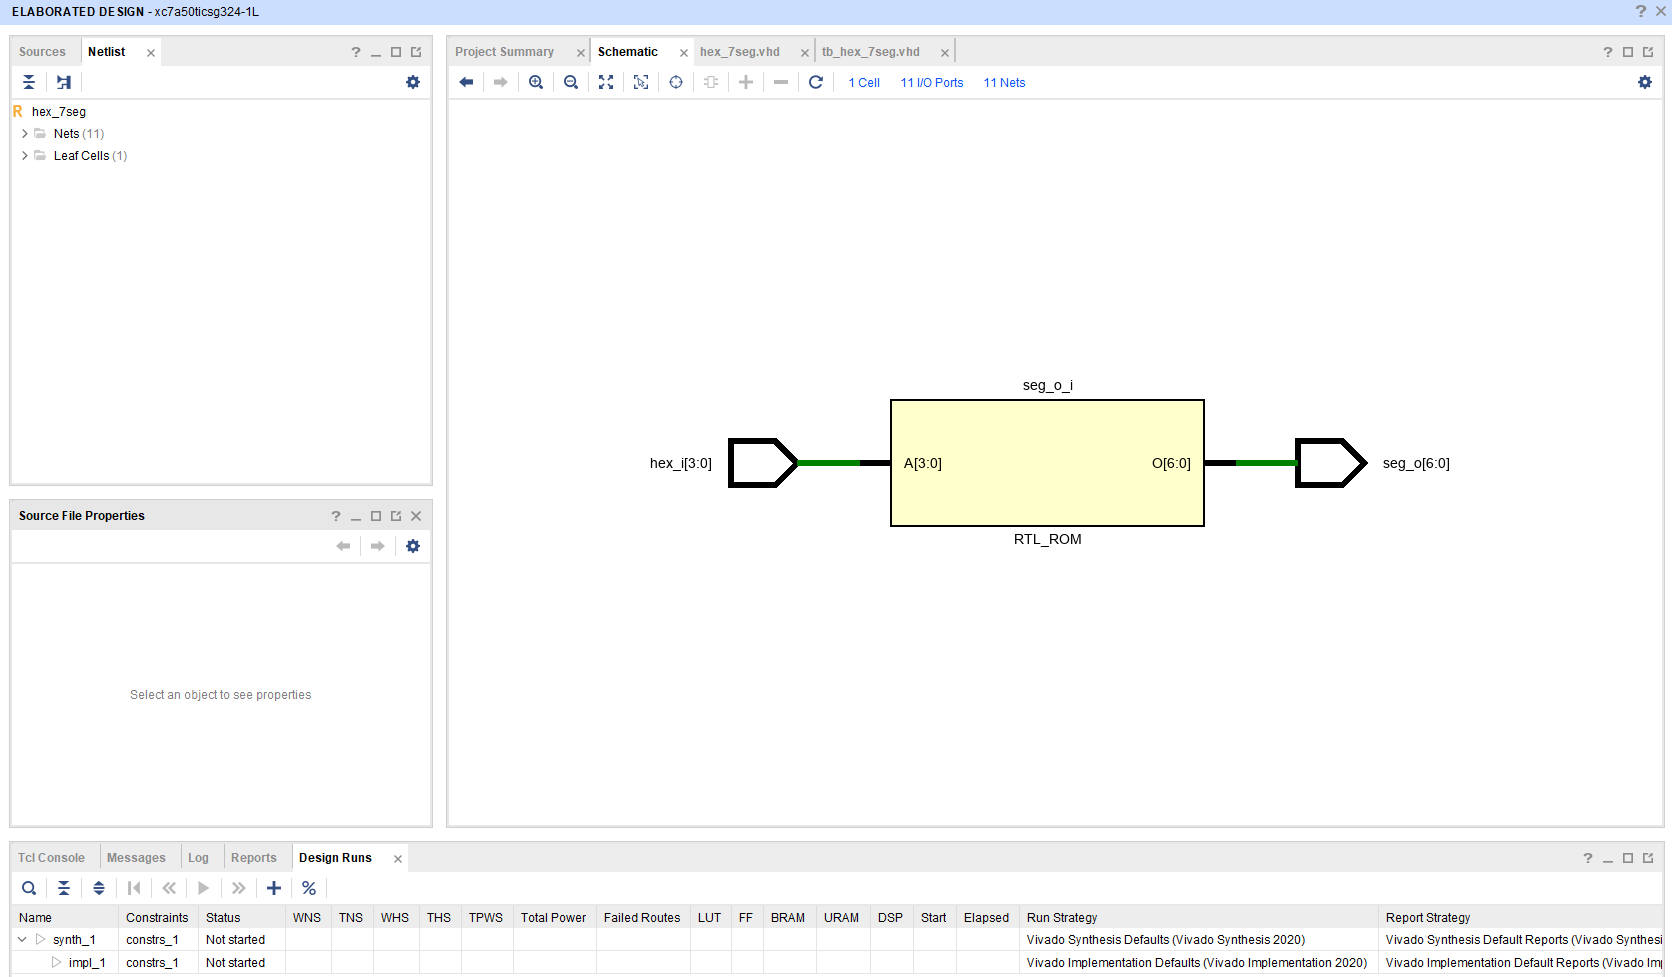 ELABORATED DESIGN - xc7a50ticsg324-1L
Sources Netlist
hex_7seg
Nets (11)
Leaf Cells (1)
Source File Properties
Select an object to see properties
Project Summary Schematic hex_7seg.vhd tb_hex_7seg.vhd
1 Cell 11 I/O Ports 11 Nets
seg_o_i
hex_i[3:0] A[3:0] O[6:0] seg_o[6:0]
RTL_ROM
Tcl Console Messages Log Reports Design Runs
Name Constraints Status WNS TNS WHS THS TPWS Total Power Failed Routes LUT FF BRAM URAM DSP Start Elapsed Run Strategy Report Strategy
synth_1 constrs_1 Not started Vivado Synthesis Defaults (Vivado Synthesis 2020) Vivado Synthesis Default Reports (Vivado Synthesi
impl_1 constrs_1 Not started Vivado Implementation Defaults (Vivado Implementation 2020) Vivado Implementation Default Reports (Vivado Im